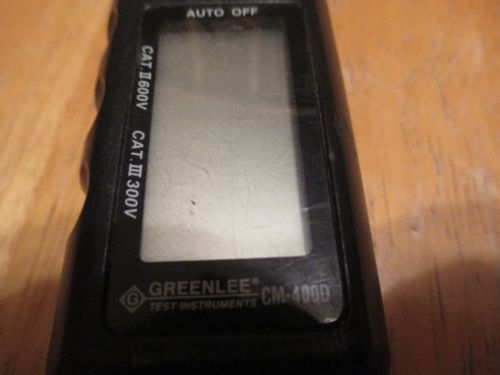 AUTO OFF
CAT. II 600V
CAT. III 300V
G
GREENLEE®
TEST INSTRUMENTS
CM-400D